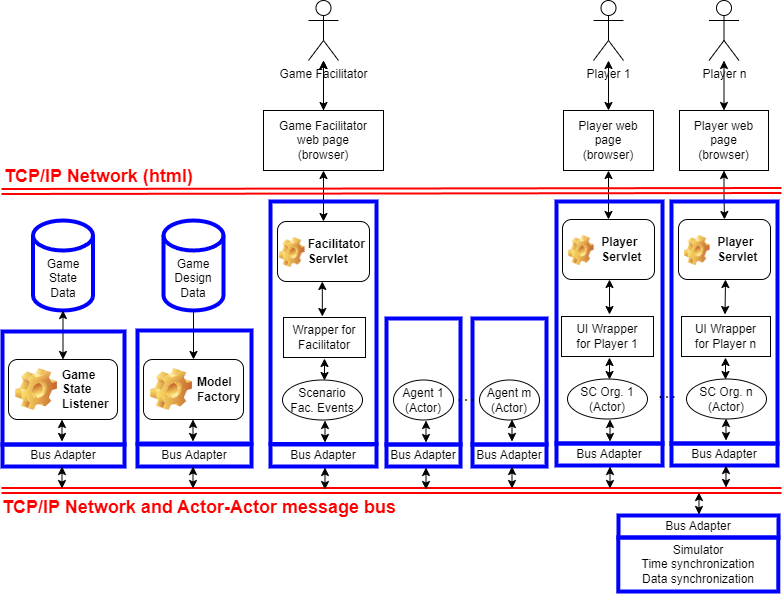 Game Facilitator
Player 1
Player n
Game Facilitator
web page
(browser)
Player web
page
(browser)
Player web
page
(browser)
TCP/IP Network (html)
Game
State
Data
Game
Design
Data
Facilitator
Servlet
Player
Servlet
Player
Servlet
Wrapper for
Facilitator
UI Wrapper
for Player 1
UI Wrapper
for Player n
Game
State
Listener
Model
Factory
Scenario
Fac. Events
Agent 1
(Actor)
...
Agent m
(Actor)
SC Org. 1
(Actor)
...
SC Org. n
(Actor)
Bus Adapter
Bus Adapter
Bus Adapter
Bus Adapter
Bus Adapter
Bus Adapter
Bus Adapter
TCP/IP Network and Actor-Actor message bus
Bus Adapter
Simulator
Time synchronization
Data synchronization